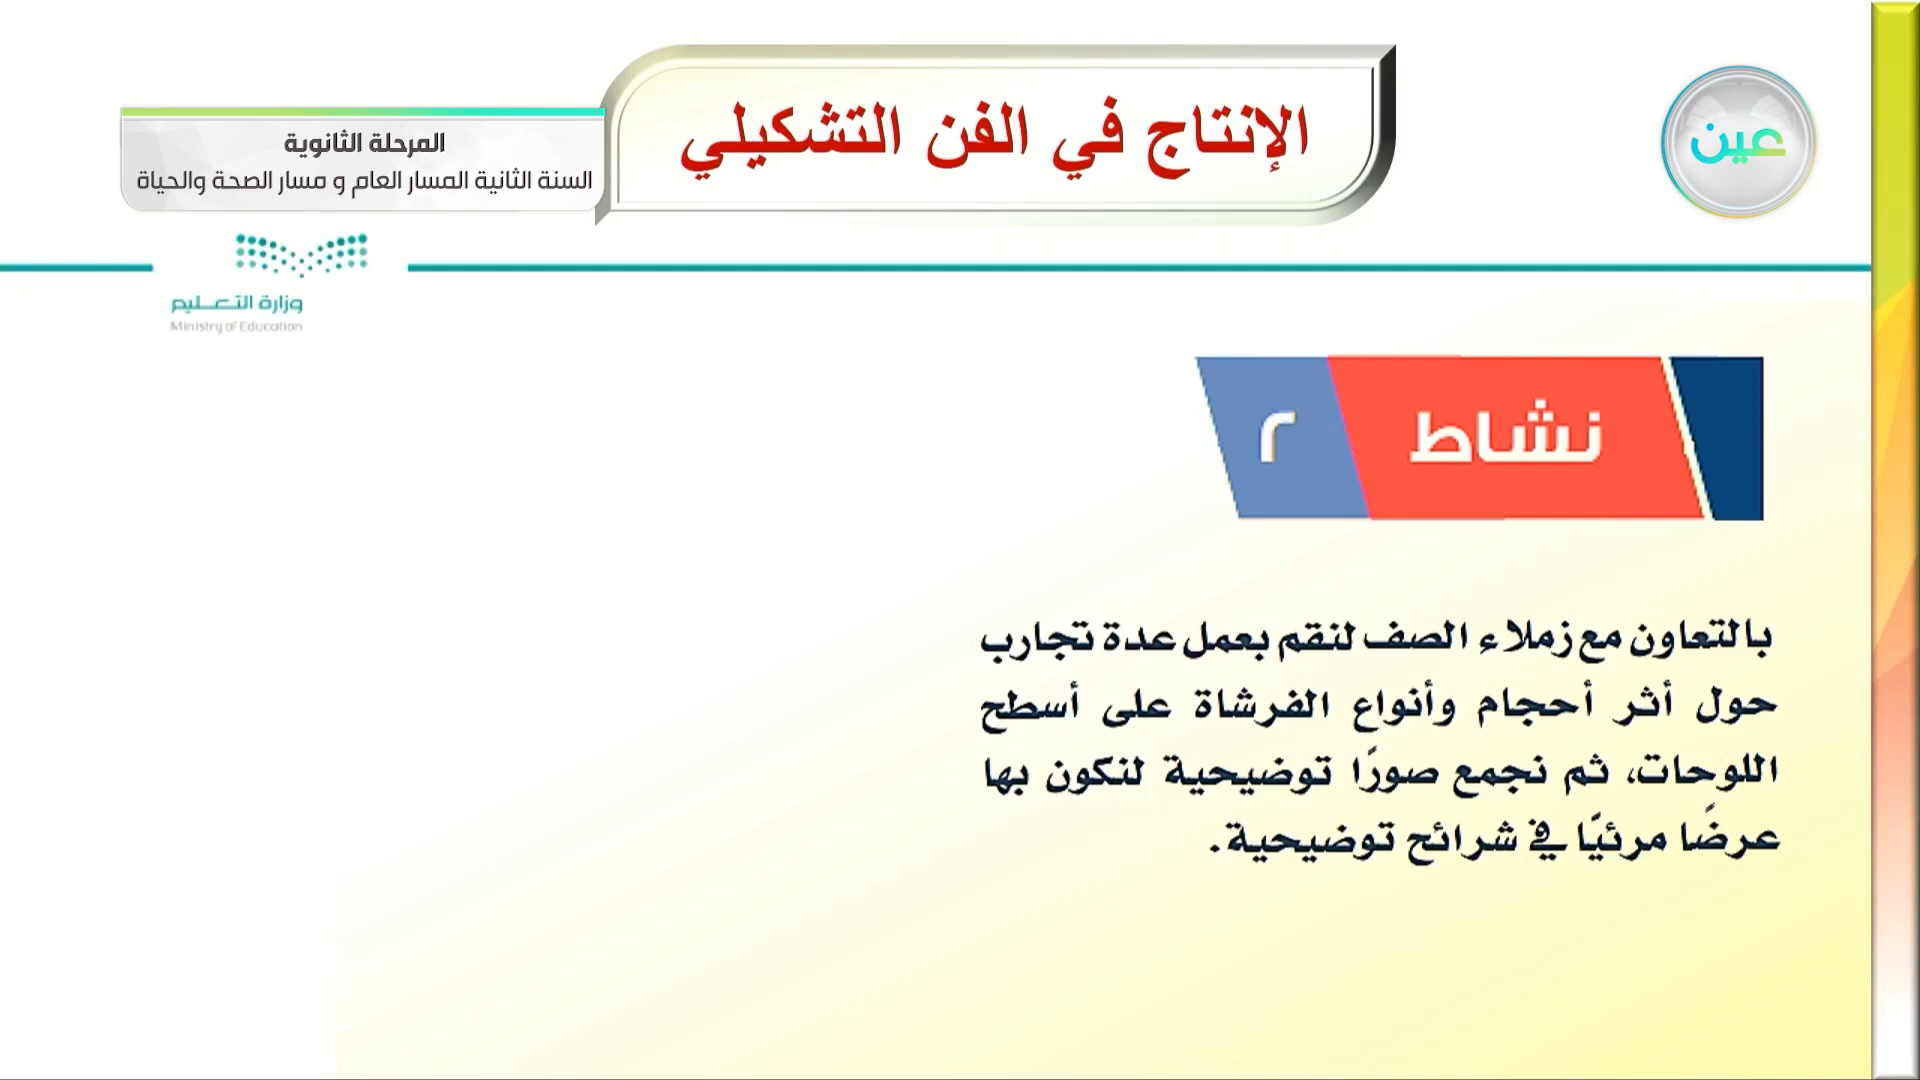 الإنتاج في الفن التشكيلي
عين
المرحلة الثانوية
السنة الثانية المسار العام و مسار الصحة والحياة
وزارة التعليم
Ministry of Education
نشاط ٢
بالتعاون مع زملاء الصف لنقم بعمل عدة تجارب
حول أثر أحجام وأنواع الفرشاة على أسطح
اللوحات، ثم نجمع صورًا توضيحية لنكون بها
عرضًا مرئيًا في شرائح توضيحية.